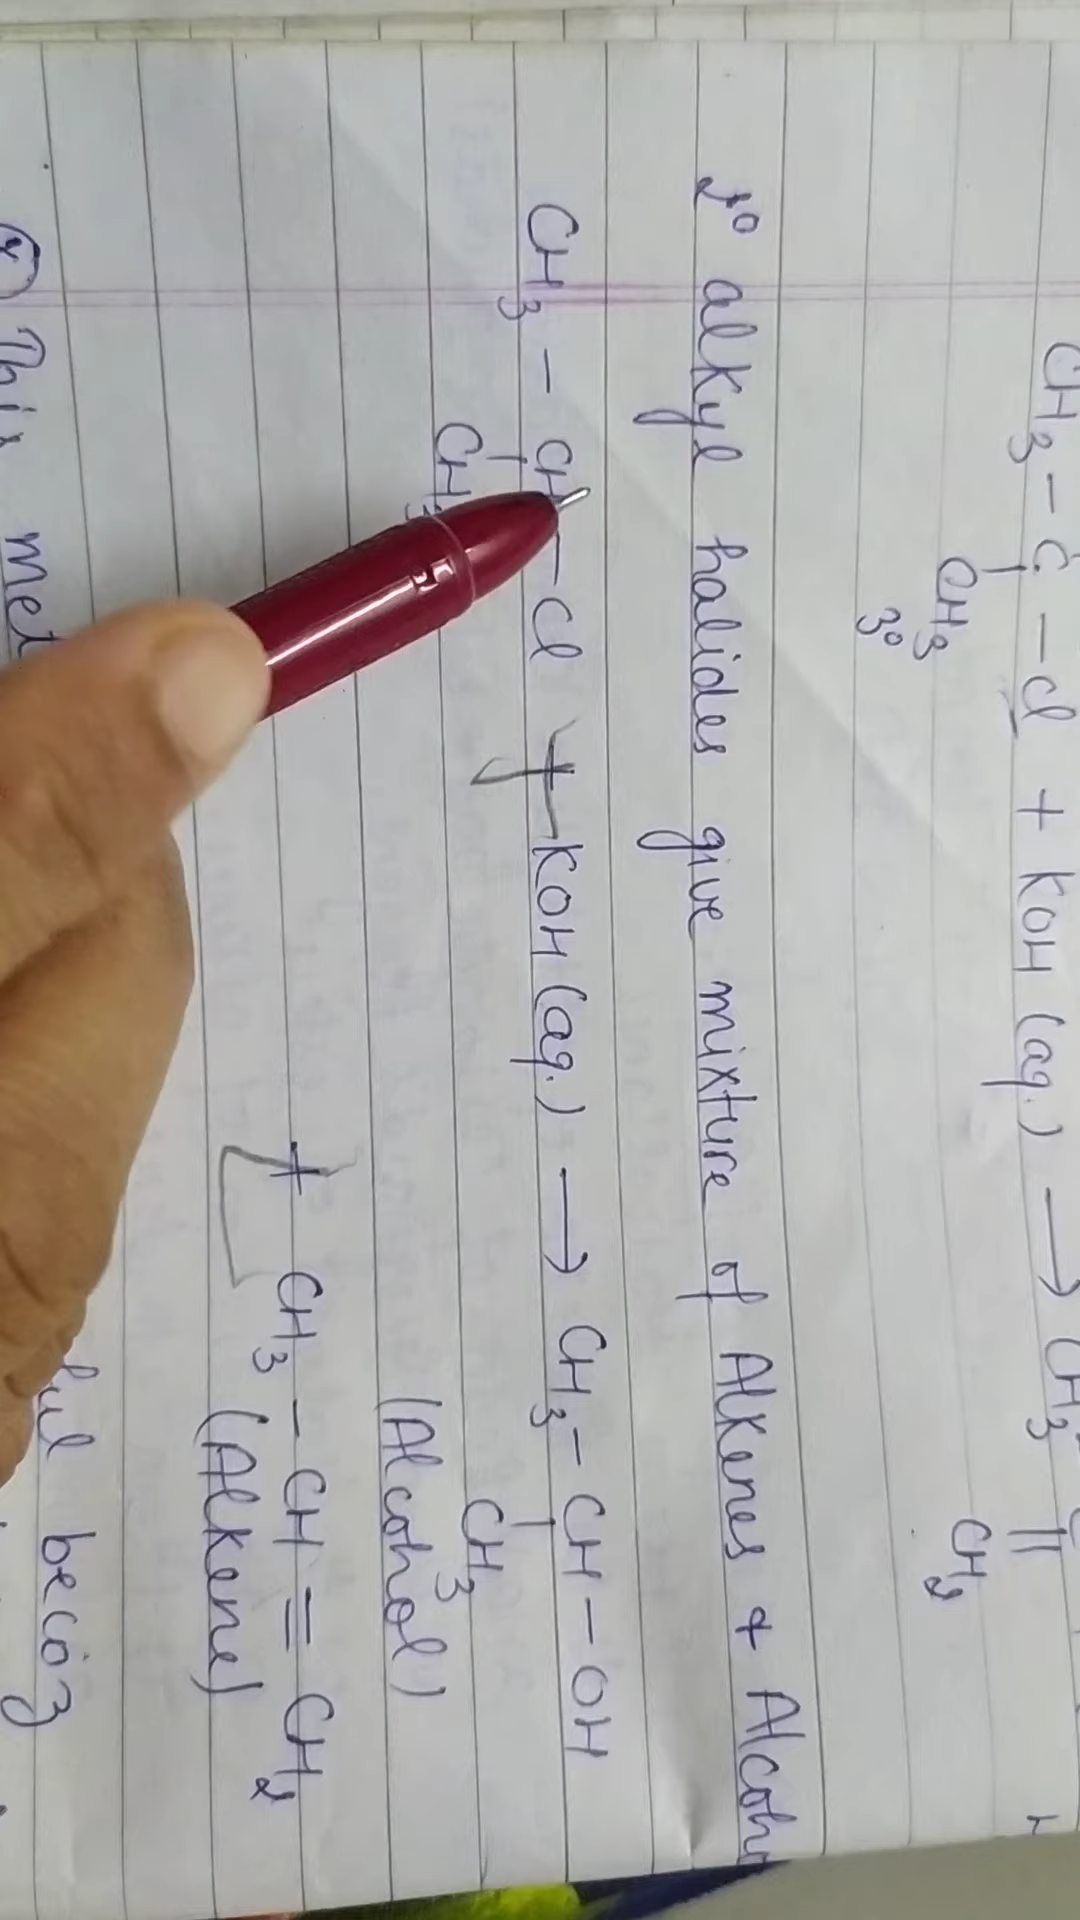 CH3 - C - Cl + KOH (aq.) → CH3
CH3
CH2
3°
2° alkyl halides give mixture of Alkenes & Alcoh
CH3 - CH - Cl + KOH (aq.) → CH3 - CH - OH
CH3
CH3
(Alcohol)
+ CH3 - CH = CH2
(Alkene)
This met
ful becoz